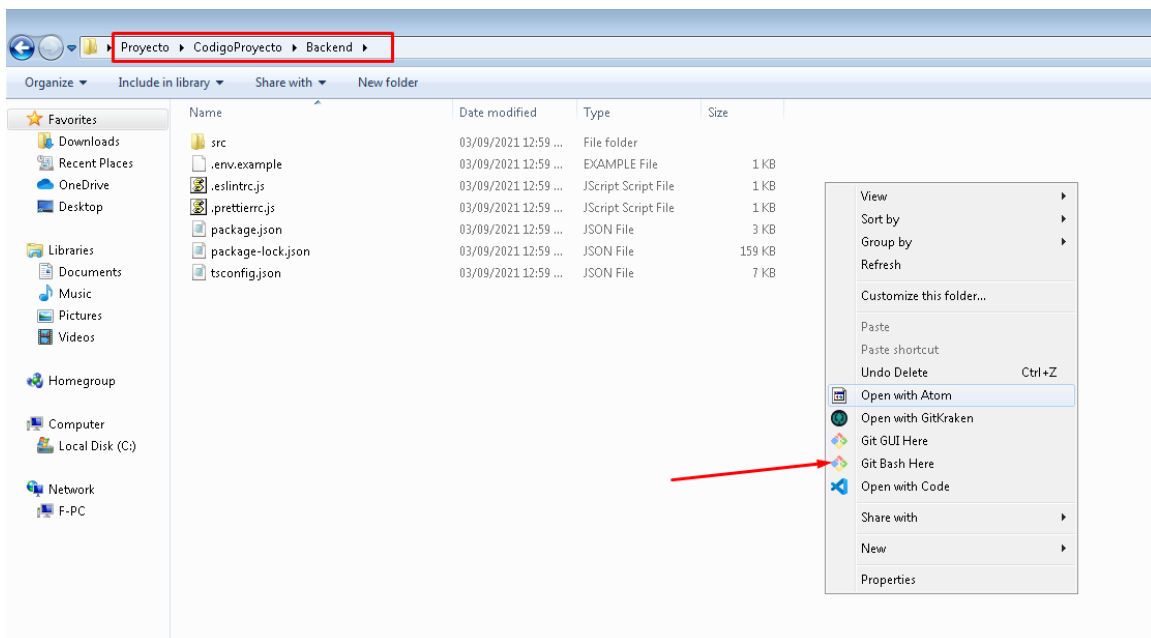 Proyecto ▸ CodigoProyecto ▸ Backend ▸
Organize Include in library Share with New folder
Name Date modified Type Size
Favorites
Downloads
Recent Places
OneDrive
Desktop
Libraries
Documents
Music
Pictures
Videos
Homegroup
Computer
Local Disk (C:)
Network
F-PC
src 03/09/2021 12:59 ... File folder
.env.example 03/09/2021 12:59 ... EXAMPLE File 1 KB
.eslintrc.js 03/09/2021 12:59 ... JScript Script File 1 KB
.prettierrc.js 03/09/2021 12:59 ... JScript Script File 1 KB
package.json 03/09/2021 12:59 ... JSON File 3 KB
package-lock.json 03/09/2021 12:59 ... JSON File 159 KB
tsconfig.json 03/09/2021 12:59 ... JSON File 7 KB
View
Sort by
Group by
Refresh
Customize this folder...
Paste
Paste shortcut
Undo Delete Ctrl+Z
Open with Atom
Open with GitKraken
Git GUI Here
Git Bash Here
Open with Code
Share with
New
Properties